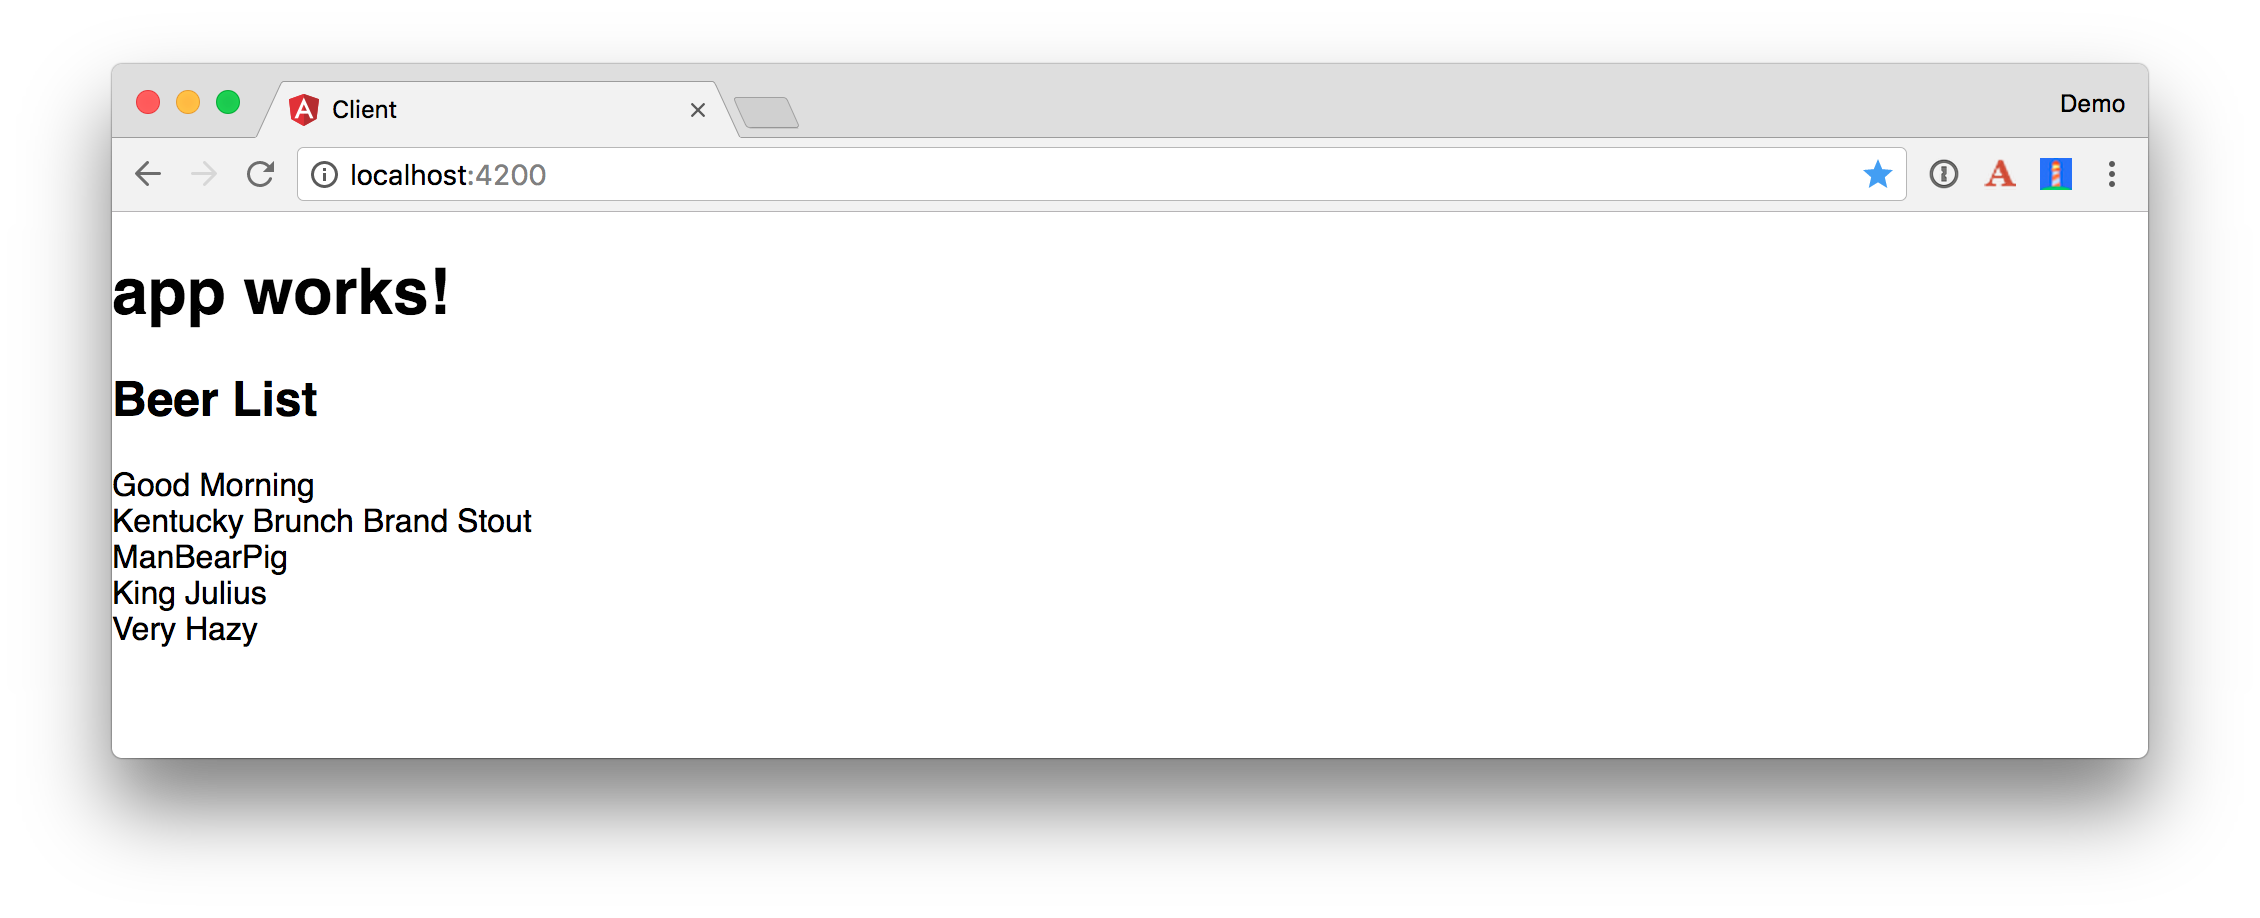 Client
Demo
localhost:4200
app works!
Beer List
Good Morning
Kentucky Brunch Brand Stout
ManBearPig
King Julius
Very Hazy